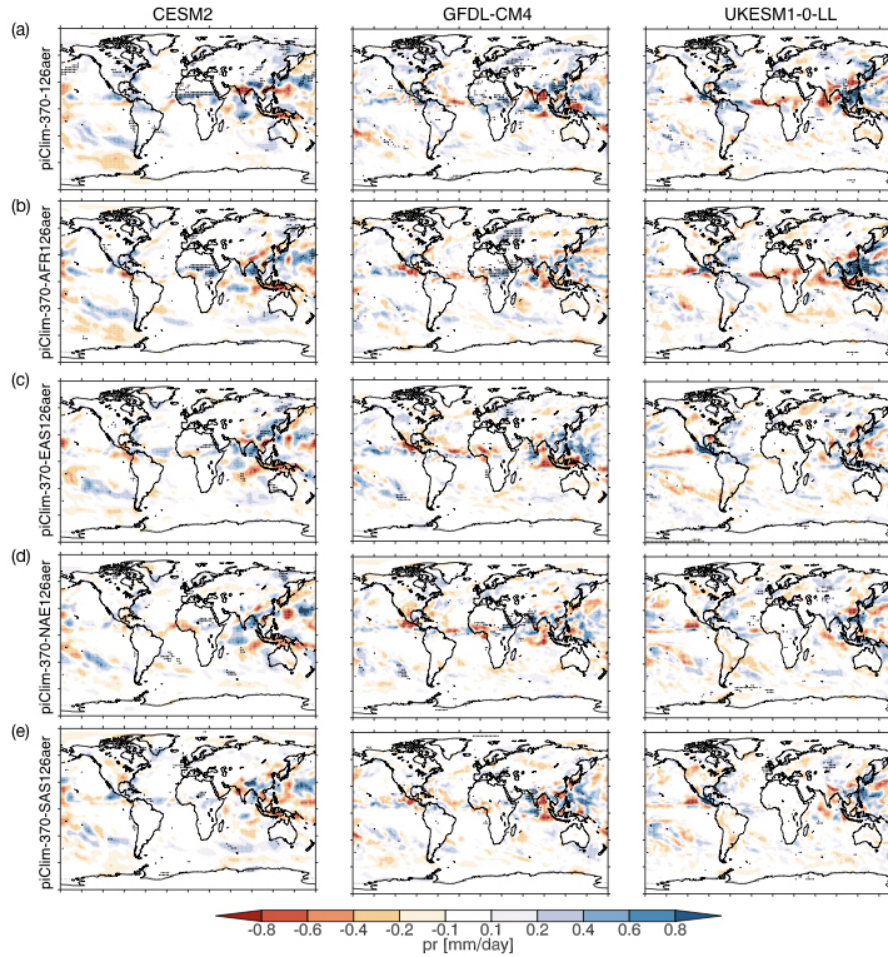 CESM2 GFDL-CM4 UKESM1-0-LL
(a)
piClim-370-126aer
(b)
piClim-370-AFR126aer
(c)
piClim-370-EAS126aer
(d)
piClim-370-NAE126aer
(e)
piClim-370-SAS126aer
-0.8 -0.6 -0.4 -0.2 -0.1 0.1 0.2 0.4 0.6 0.8
pr [mm/day]